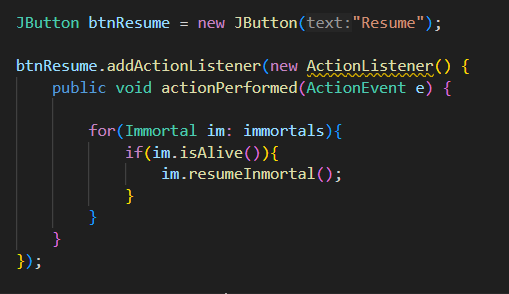 JButton btnResume = new JButton(text:"Resume");
btnResume.addActionListener(new ActionListener() {
public void actionPerformed(ActionEvent e) {
for(Immortal im: immortals){
if(im.isAlive()){
im.resumeInmortal();
}
}
}
});